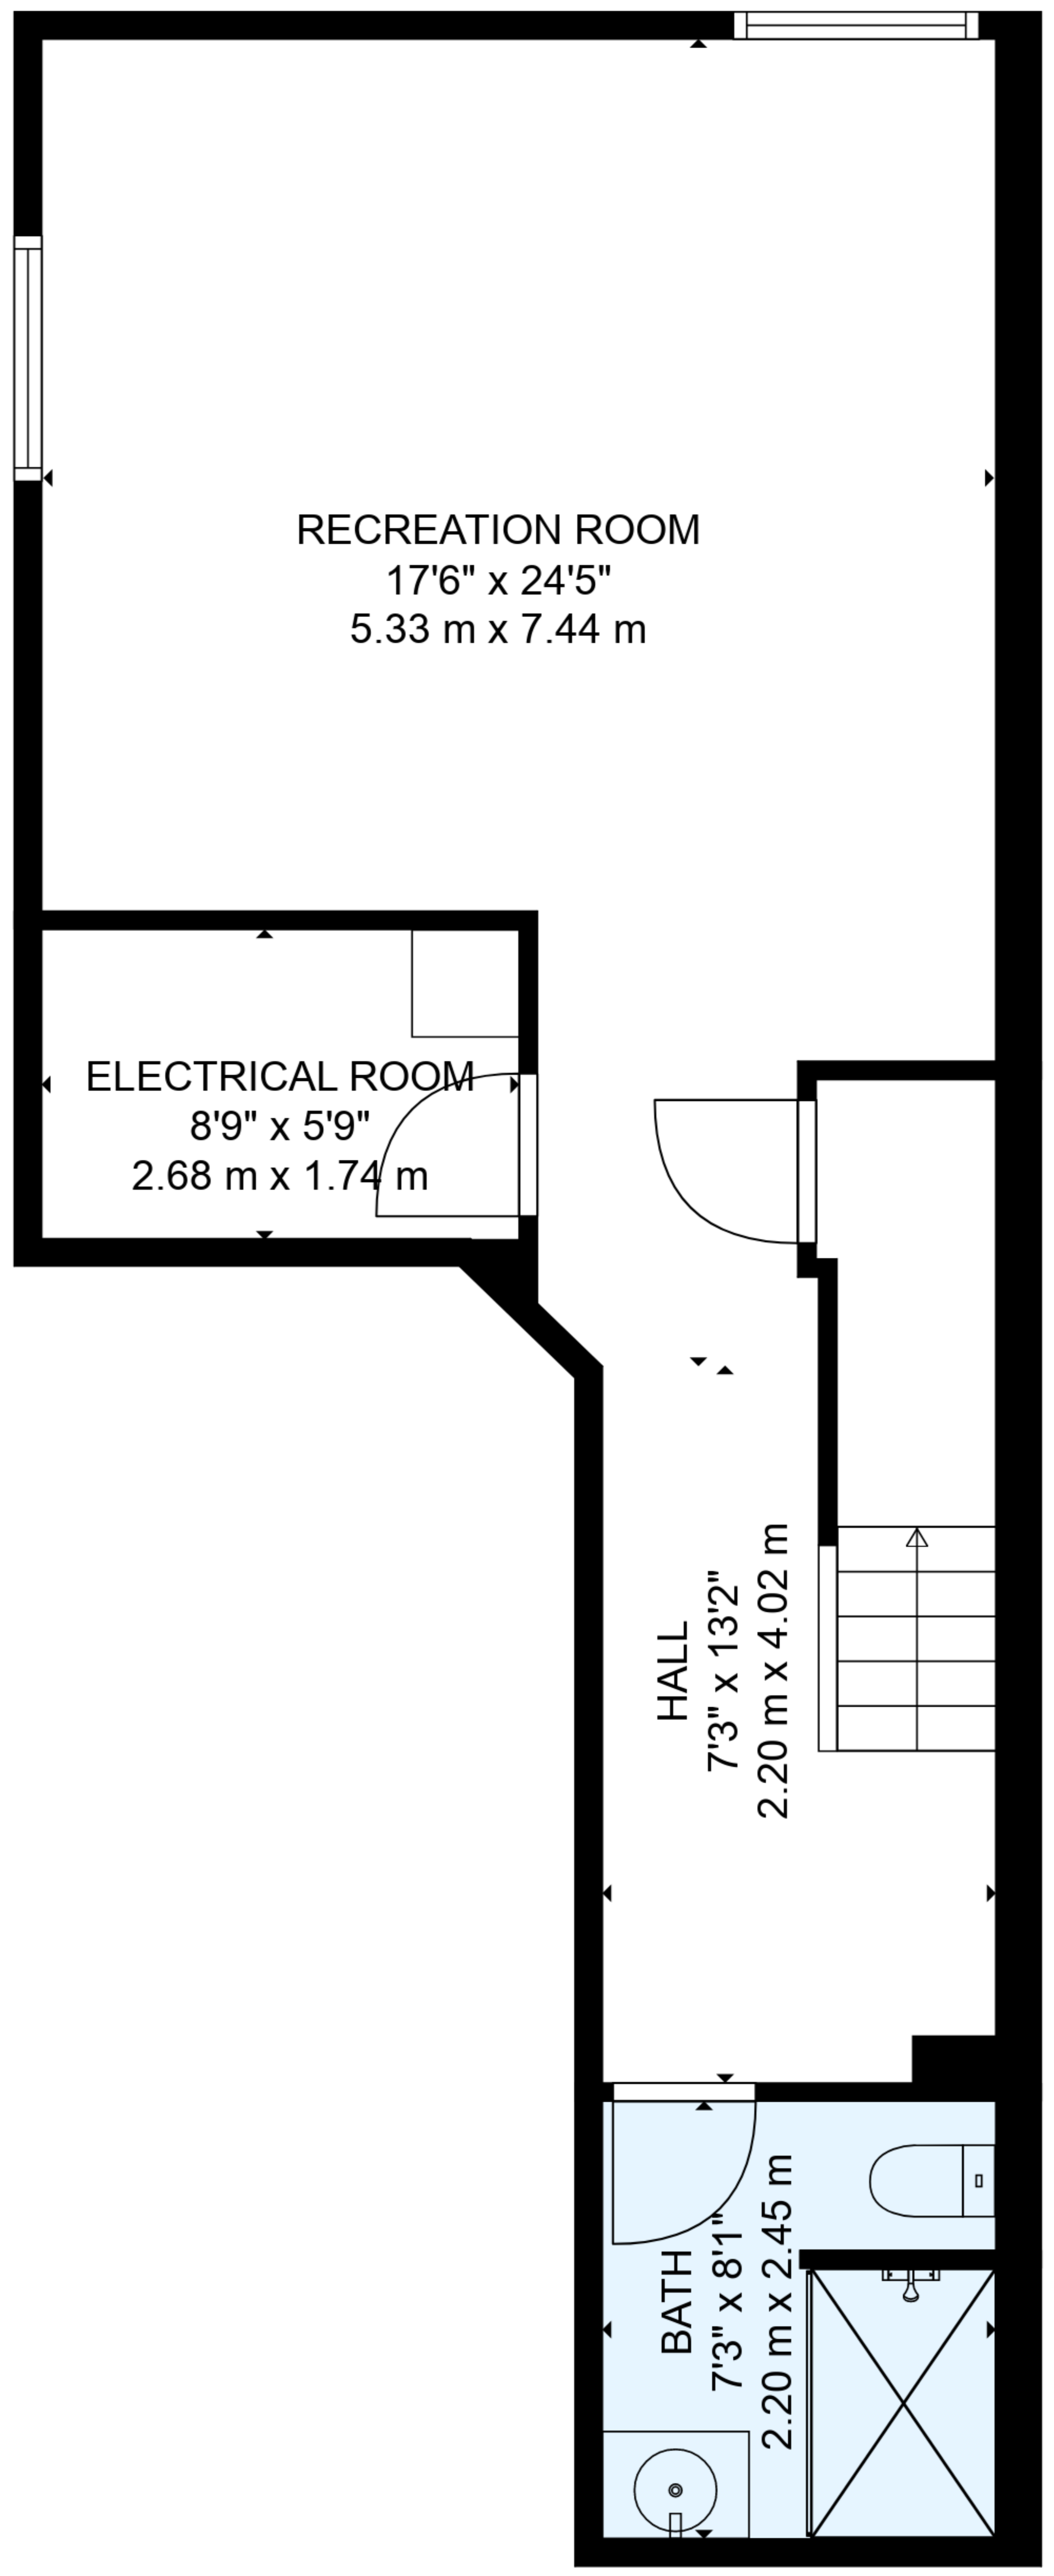 RECREATION ROOM
17'6" x 24'5"
5.33 m x 7.44 m
ELECTRICAL ROOM
8'9" x 5'9"
2.68 m x 1.74 m
HALL
7'3" x 13'2"
2.20 m x 4.02 m
BATH
7'3" x 8'1"
2.20 m x 2.45 m